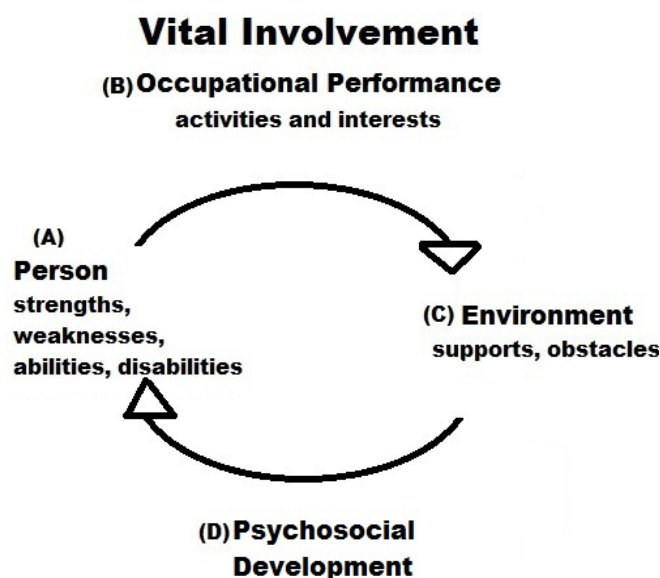 Vital Involvement
(B) Occupational Performance
activities and interests
(A)
Person
strengths,
weaknesses,
abilities, disabilities
(C) Environment
supports, obstacles
(D) Psychosocial
Development